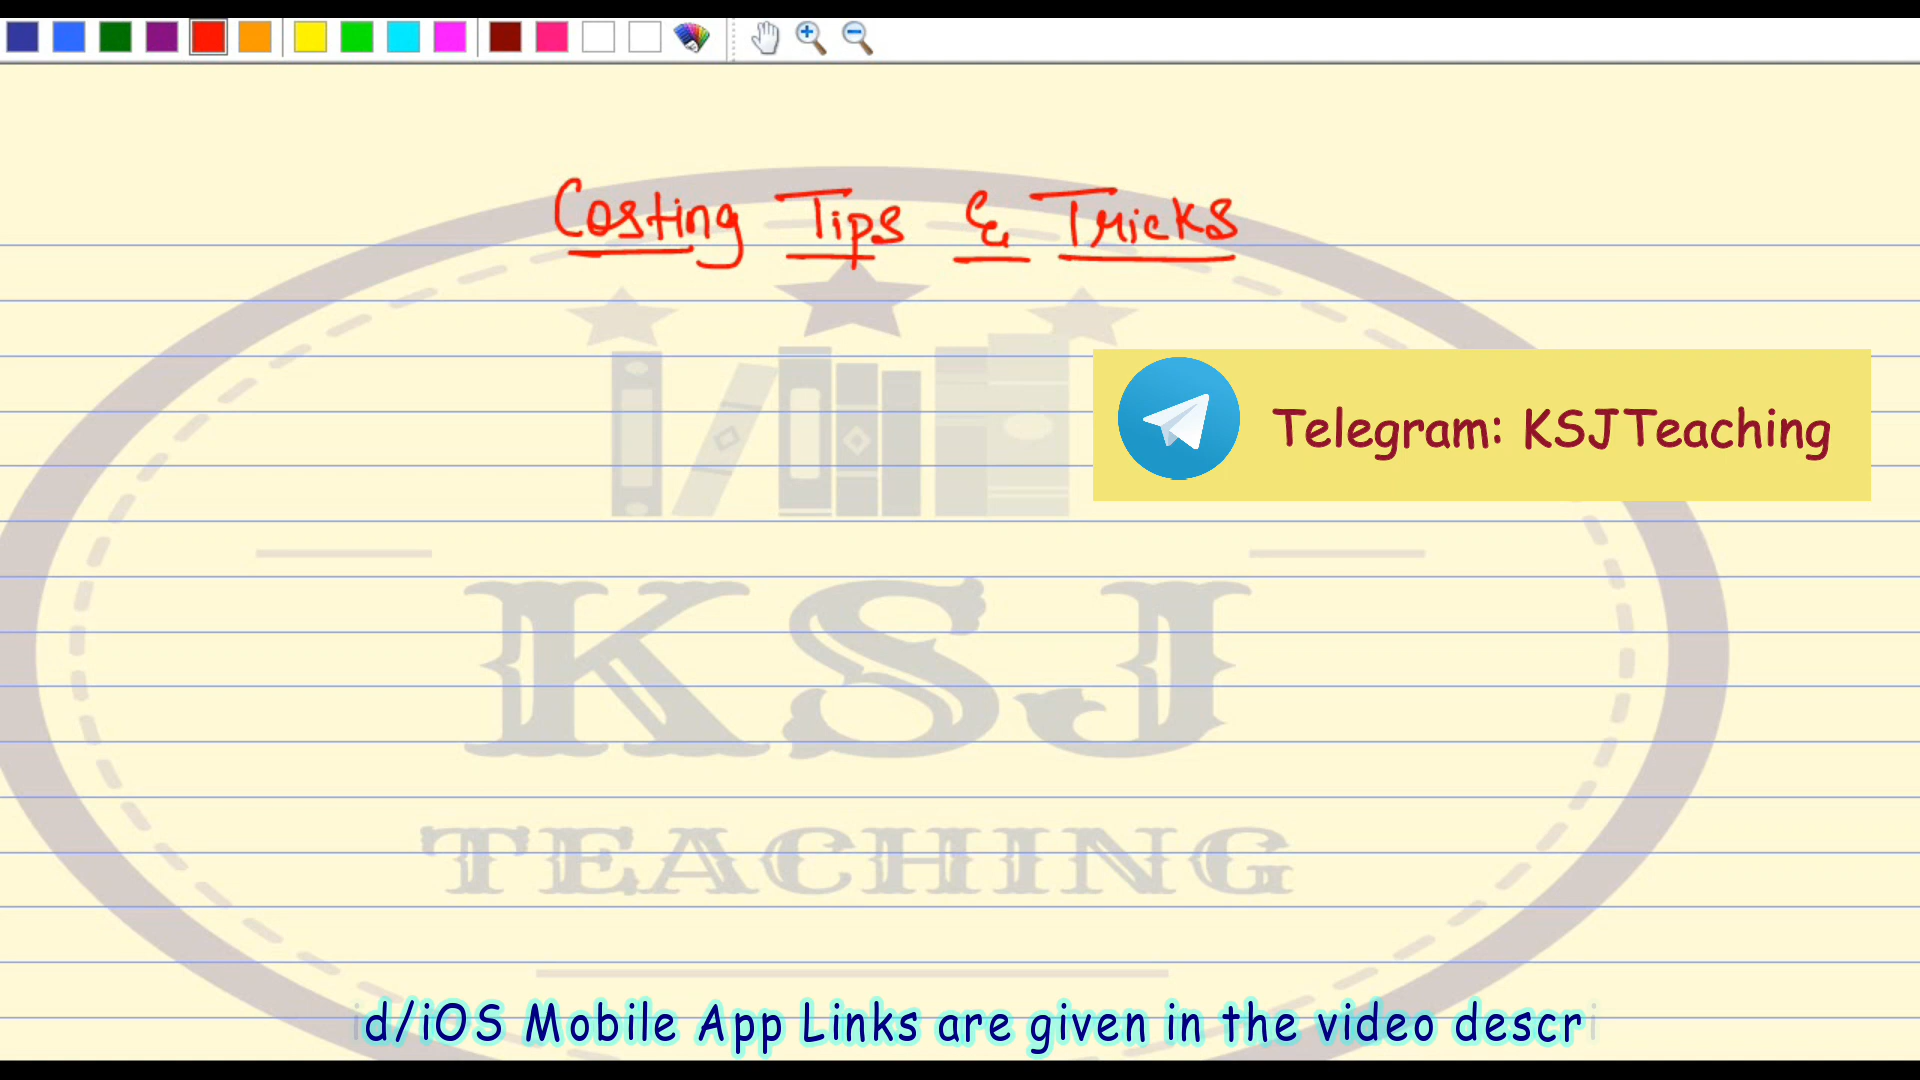 Costing Tips & Tricks
Telegram: KSJTeaching
KSJ
TEACHING
d/iOS Mobile App Links are given in the video descr